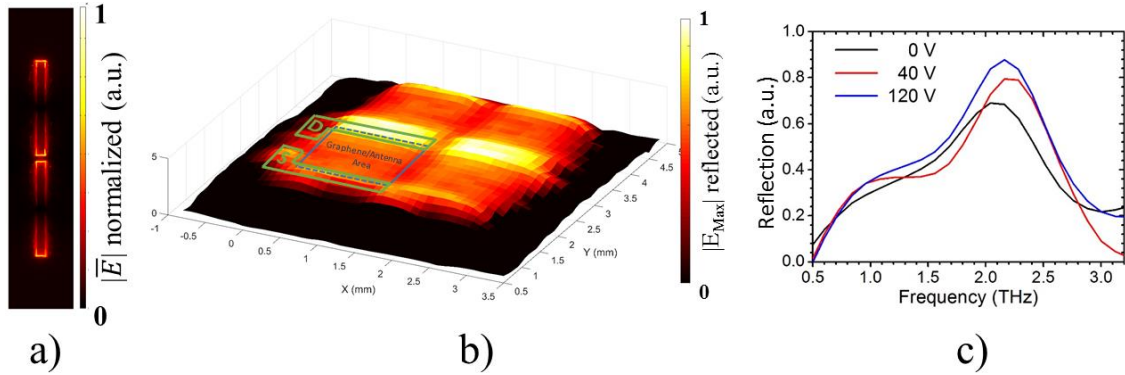 1
|E̅| normalized (a.u.)
0
a)
D
S
Graphene/Antenna
Area
5
0
-1
-0.5
0
0.5
1
1.5
2
2.5
3
3.5
X (mm)
0.5
1
1.5
2
2.5
3
3.5
4
4.5
Y (mm)
1
|E_Max| reflected (a.u.)
0
b)
0 V
40 V
120 V
1.0
0.8
0.6
0.4
0.2
0.0
Reflection (a.u.)
0.5 1.0 1.5 2.0 2.5 3.0
Frequency (THz)
c)